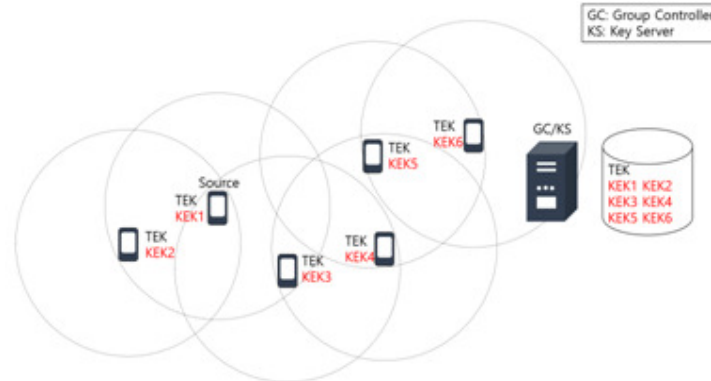 GC: Group Controller
KS: Key Server
GC/KS
TEK
KEK6
TEK
KEK5
Source
TEK
KEK1
TEK
KEK2
TEK
KEK4
TEK
KEK3
TEK
KEK1 KEK2
KEK3 KEK4
KEK5 KEK6